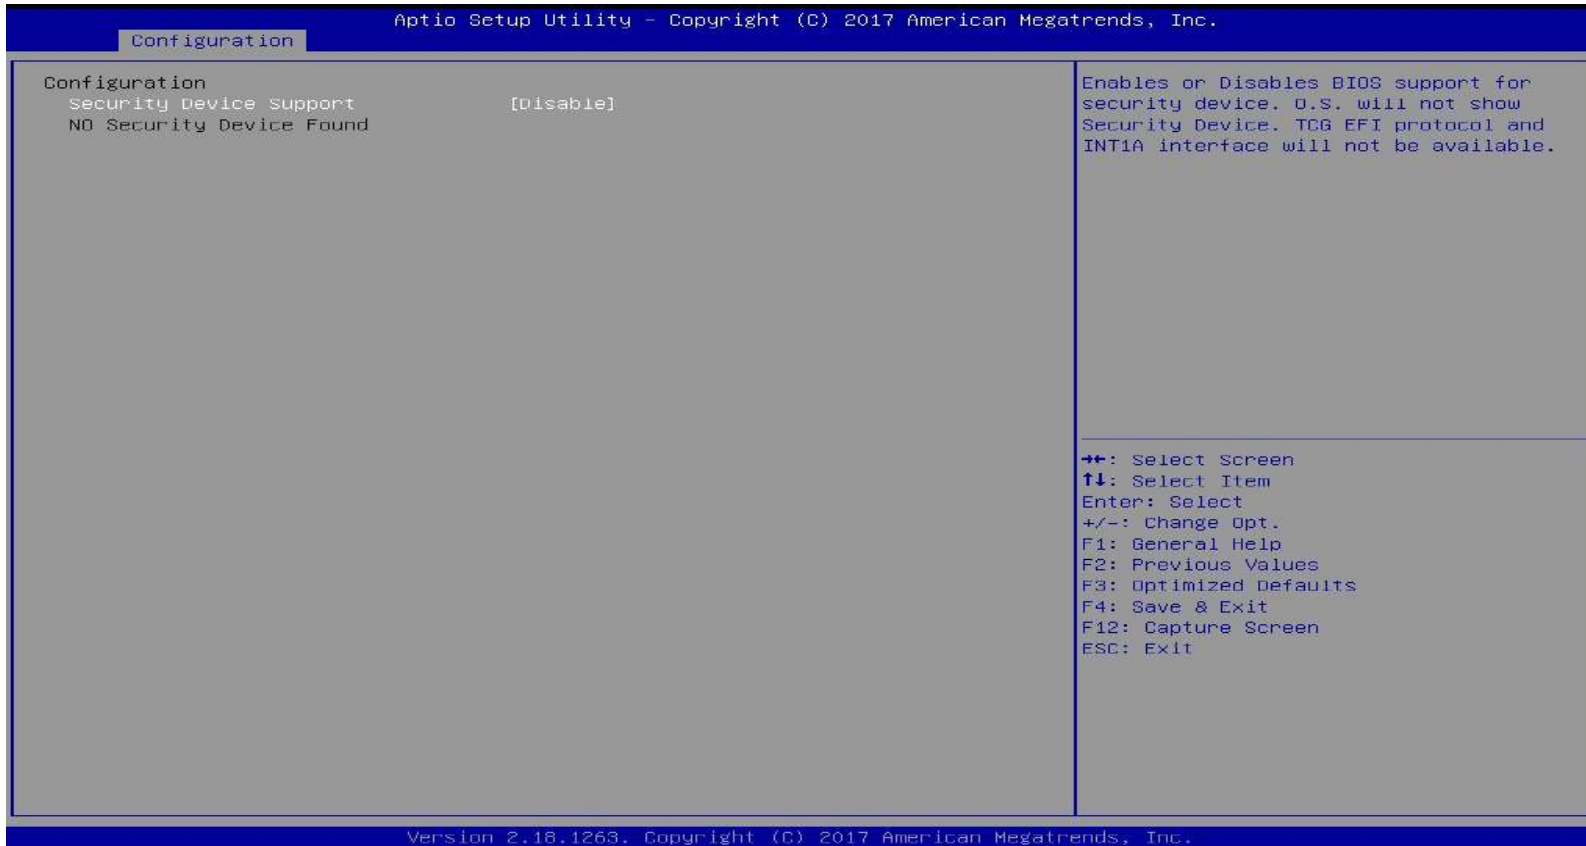 Aptio Setup Utility - Copyright (C) 2017 American Megatrends, Inc.
Configuration
Configuration
Security Device Support [Disable]
NO Security Device Found
Enables or Disables BIOS support for
security device. O.S. will not show
Security Device. TCG EFI protocol and
INT1A interface will not be available.
→←: Select Screen
↑↓: Select Item
Enter: Select
+/-: Change Opt.
F1: General Help
F2: Previous Values
F3: Optimized Defaults
F4: Save & Exit
F12: Capture Screen
ESC: Exit
Version 2.18.1263. Copyright (C) 2017 American Megatrends, Inc.